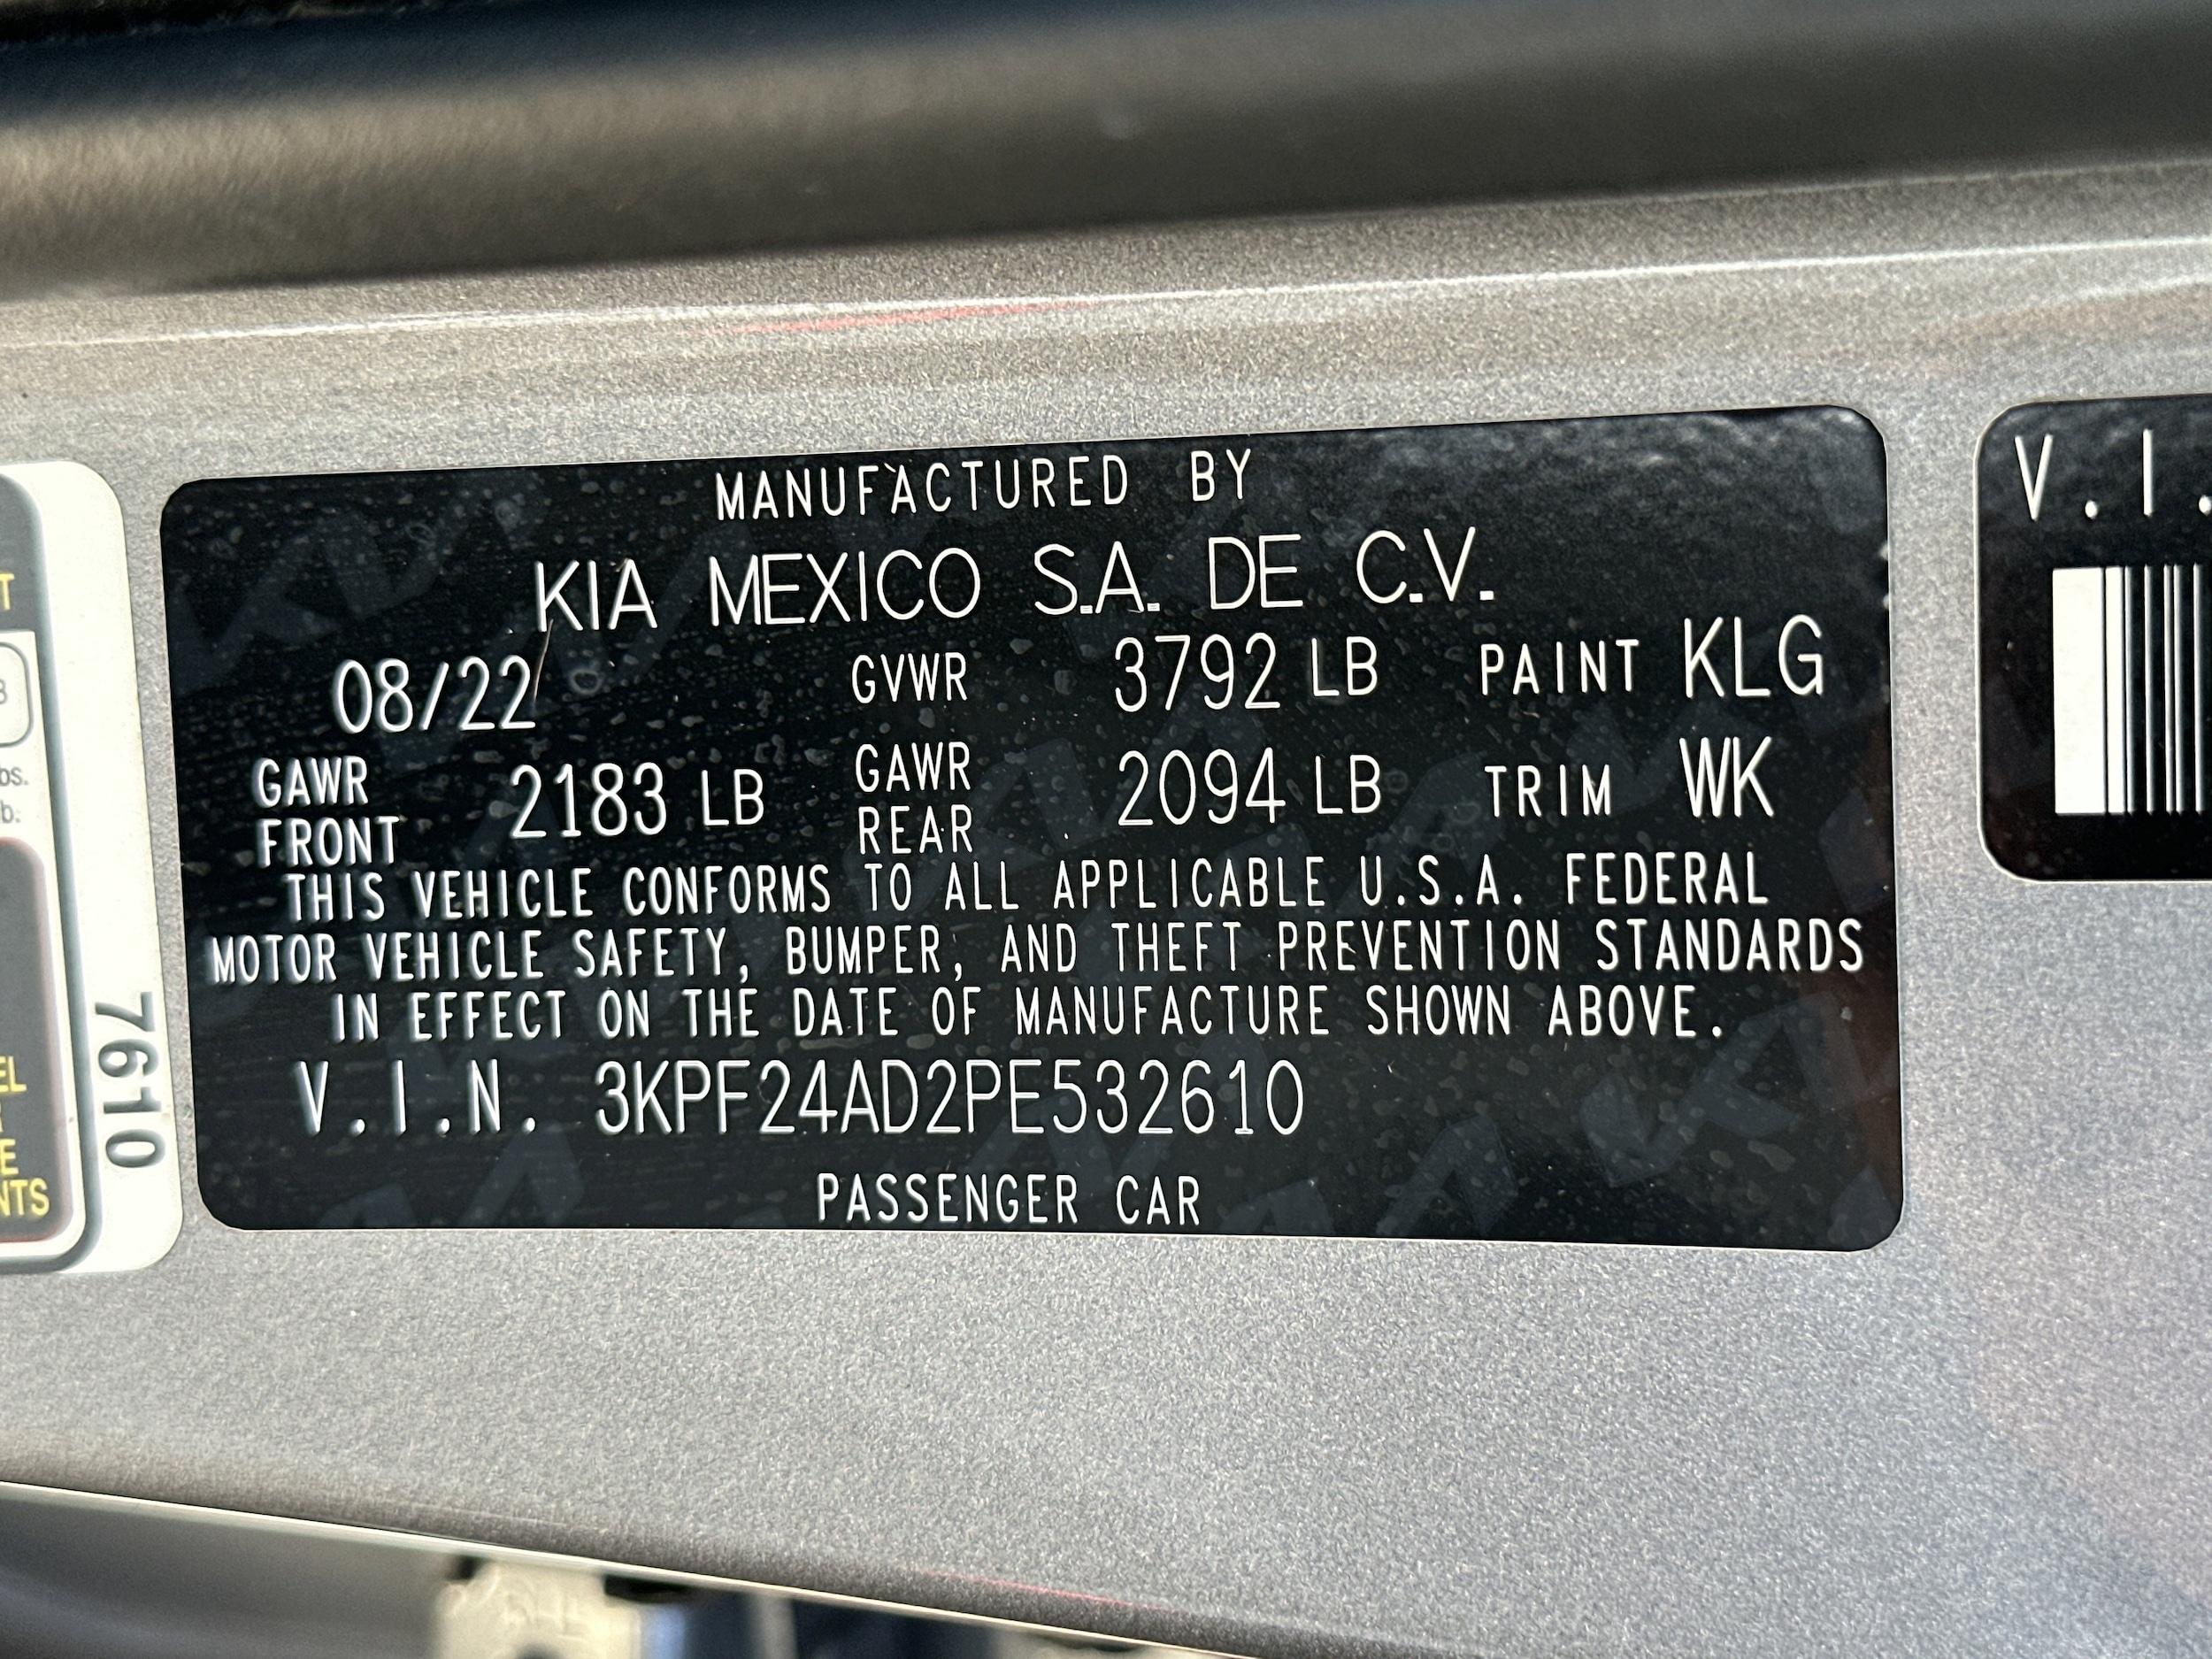 MANUFACTURED BY
KIA MEXICO S.A. DE C.V.
08/22 GVWR 3792 LB PAINT KLG
GAWR FRONT 2183 LB GAWR REAR 2094 LB TRIM WK
THIS VEHICLE CONFORMS TO ALL APPLICABLE U.S.A. FEDERAL
MOTOR VEHICLE SAFETY, BUMPER, AND THEFT PREVENTION STANDARDS
IN EFFECT ON THE DATE OF MANUFACTURE SHOWN ABOVE.
V.I.N. 3KPF24AD2PE532610
PASSENGER CAR
7610
V.I.